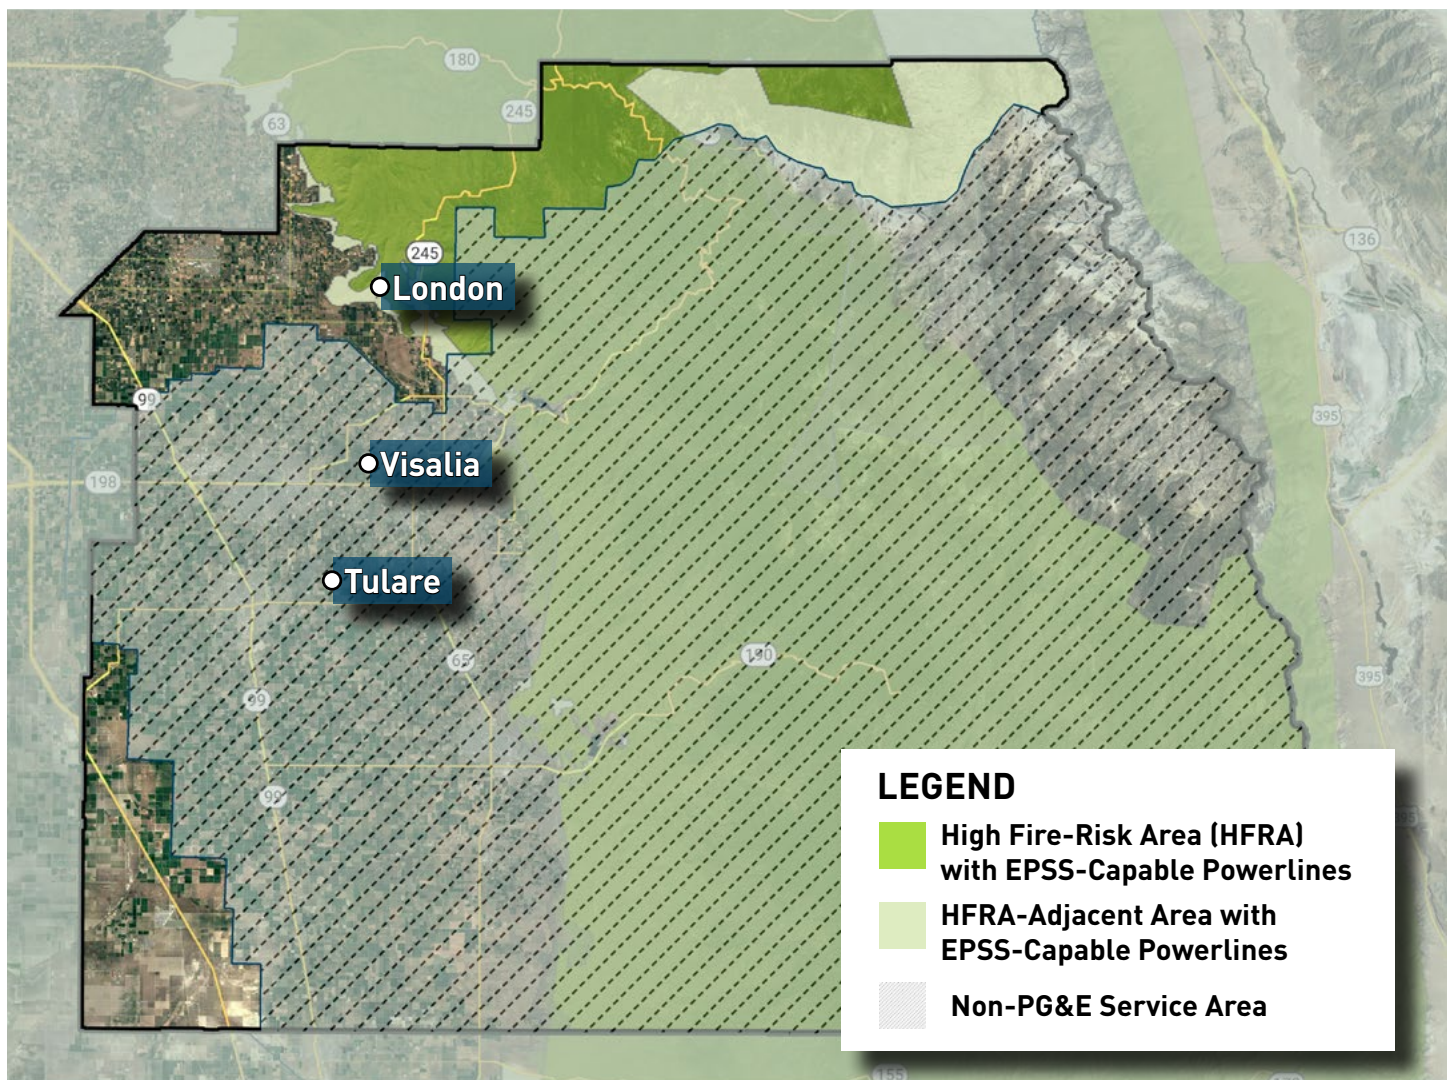 180
245
63
136
245
London
99
395
Visalia
198
Tulare
190
65
395
99
99
LEGEND
High Fire-Risk Area (HFRA)
with EPSS-Capable Powerlines
HFRA-Adjacent Area with
EPSS-Capable Powerlines
Non-PG&E Service Area
155